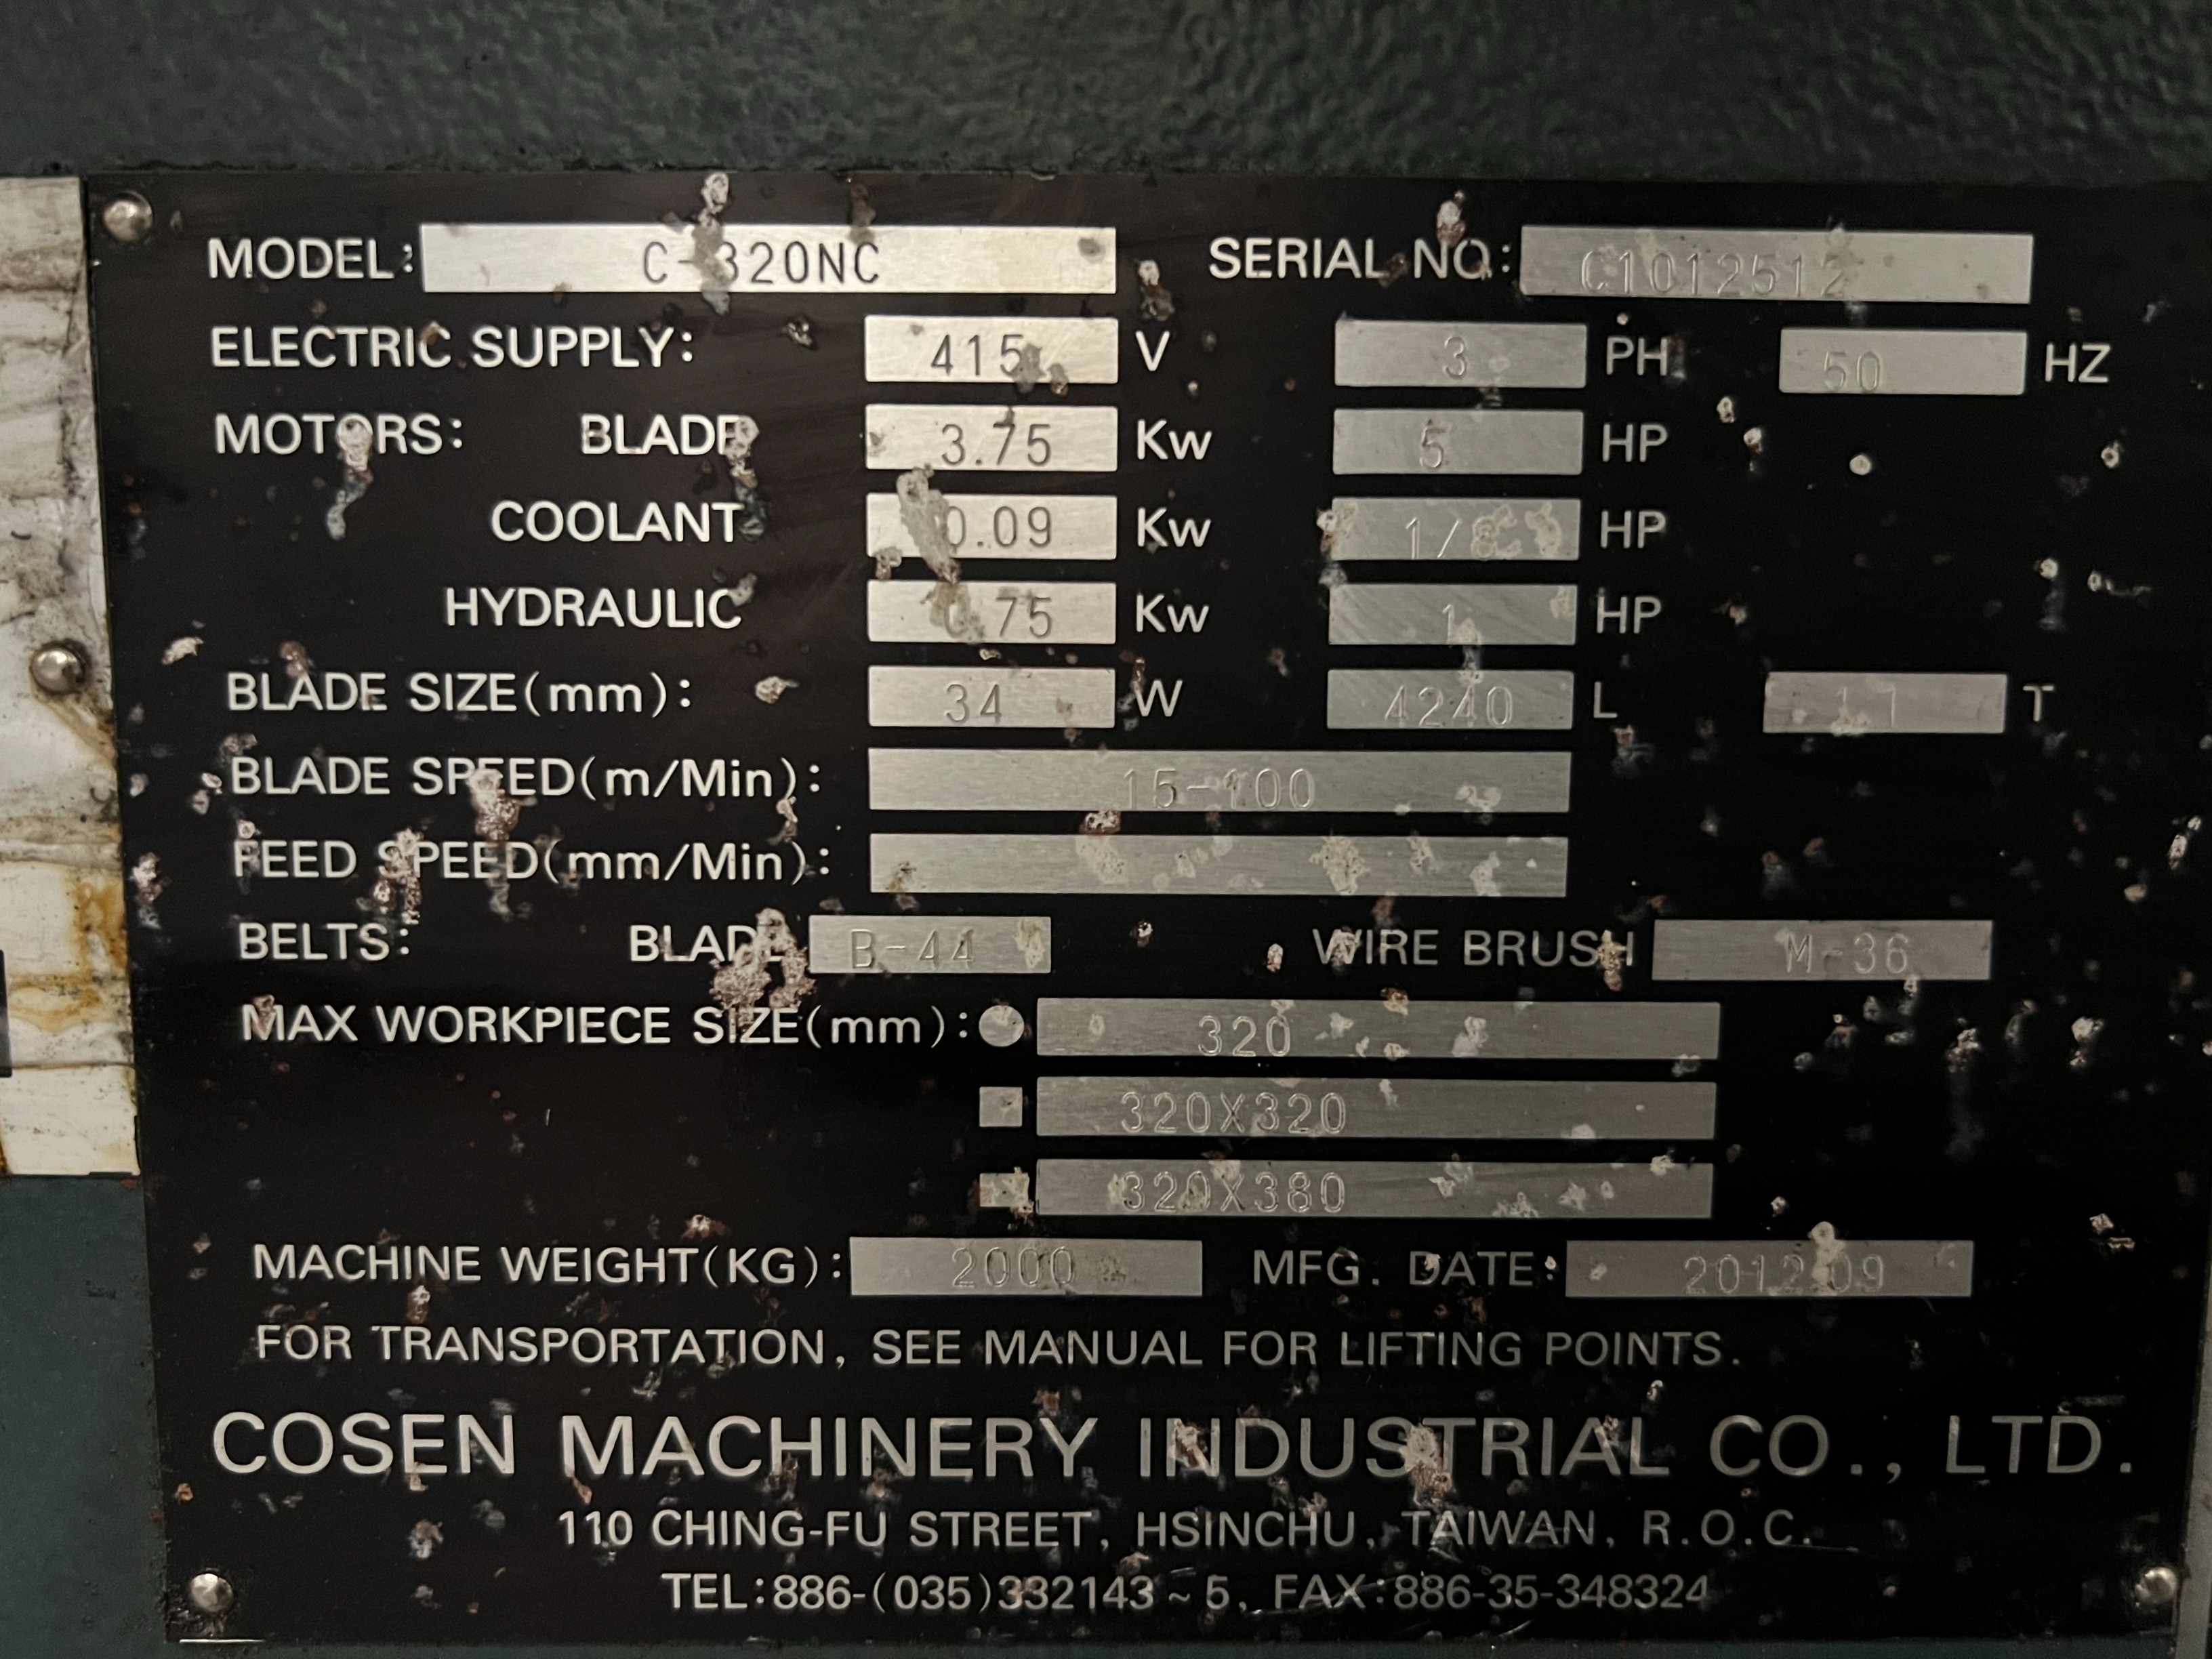 MODEL: C-320NC SERIAL NO: C1012512
ELECTRIC SUPPLY: 415 V 3 PH 50 HZ
MOTORS: BLADE 3.75 Kw 5 HP
COOLANT 0.09 Kw 1/8 HP
HYDRAULIC 0.75 Kw 1 HP
BLADE SIZE(mm): 34 W 4240 L T
BLADE SPEED(m/Min): 15-100
FEED SPEED(mm/Min):
BELTS: BLADE B-44 WIRE BRUSH M-36
MAX WORKPIECE SIZE(mm): 320
320X320
320X380
MACHINE WEIGHT(KG): 2000 MFG. DATE: 2012.09
FOR TRANSPORTATION, SEE MANUAL FOR LIFTING POINTS.
COSEN MACHINERY INDUSTRIAL CO., LTD.
110 CHING-FU STREET, HSINCHU, TAIWAN, R.O.C.
TEL:886-(035)332143~5, FAX:886-35-348324